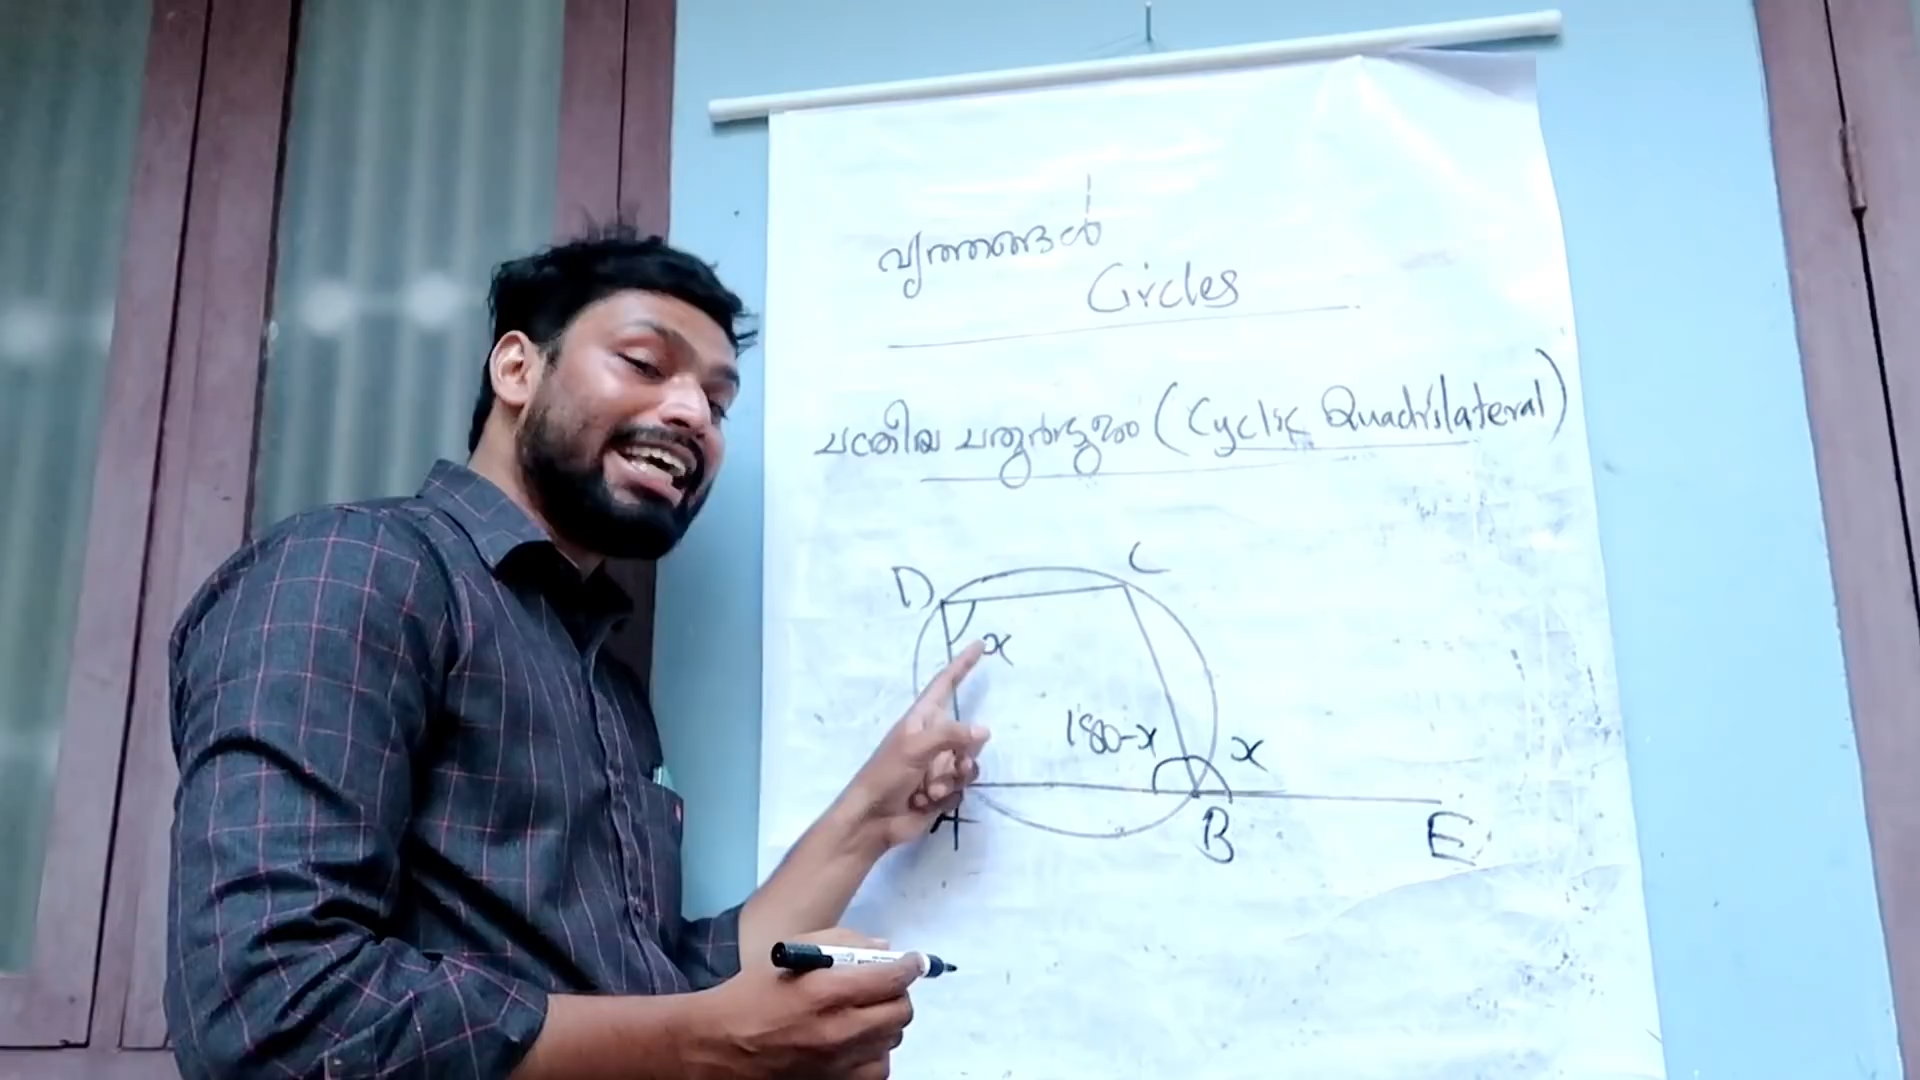 വൃത്തങ്ങൾ
Circles
ചക്രീയ ചതുർഭുജം (Cyclic Quadrilateral)
D C
x
180-x x
A B E